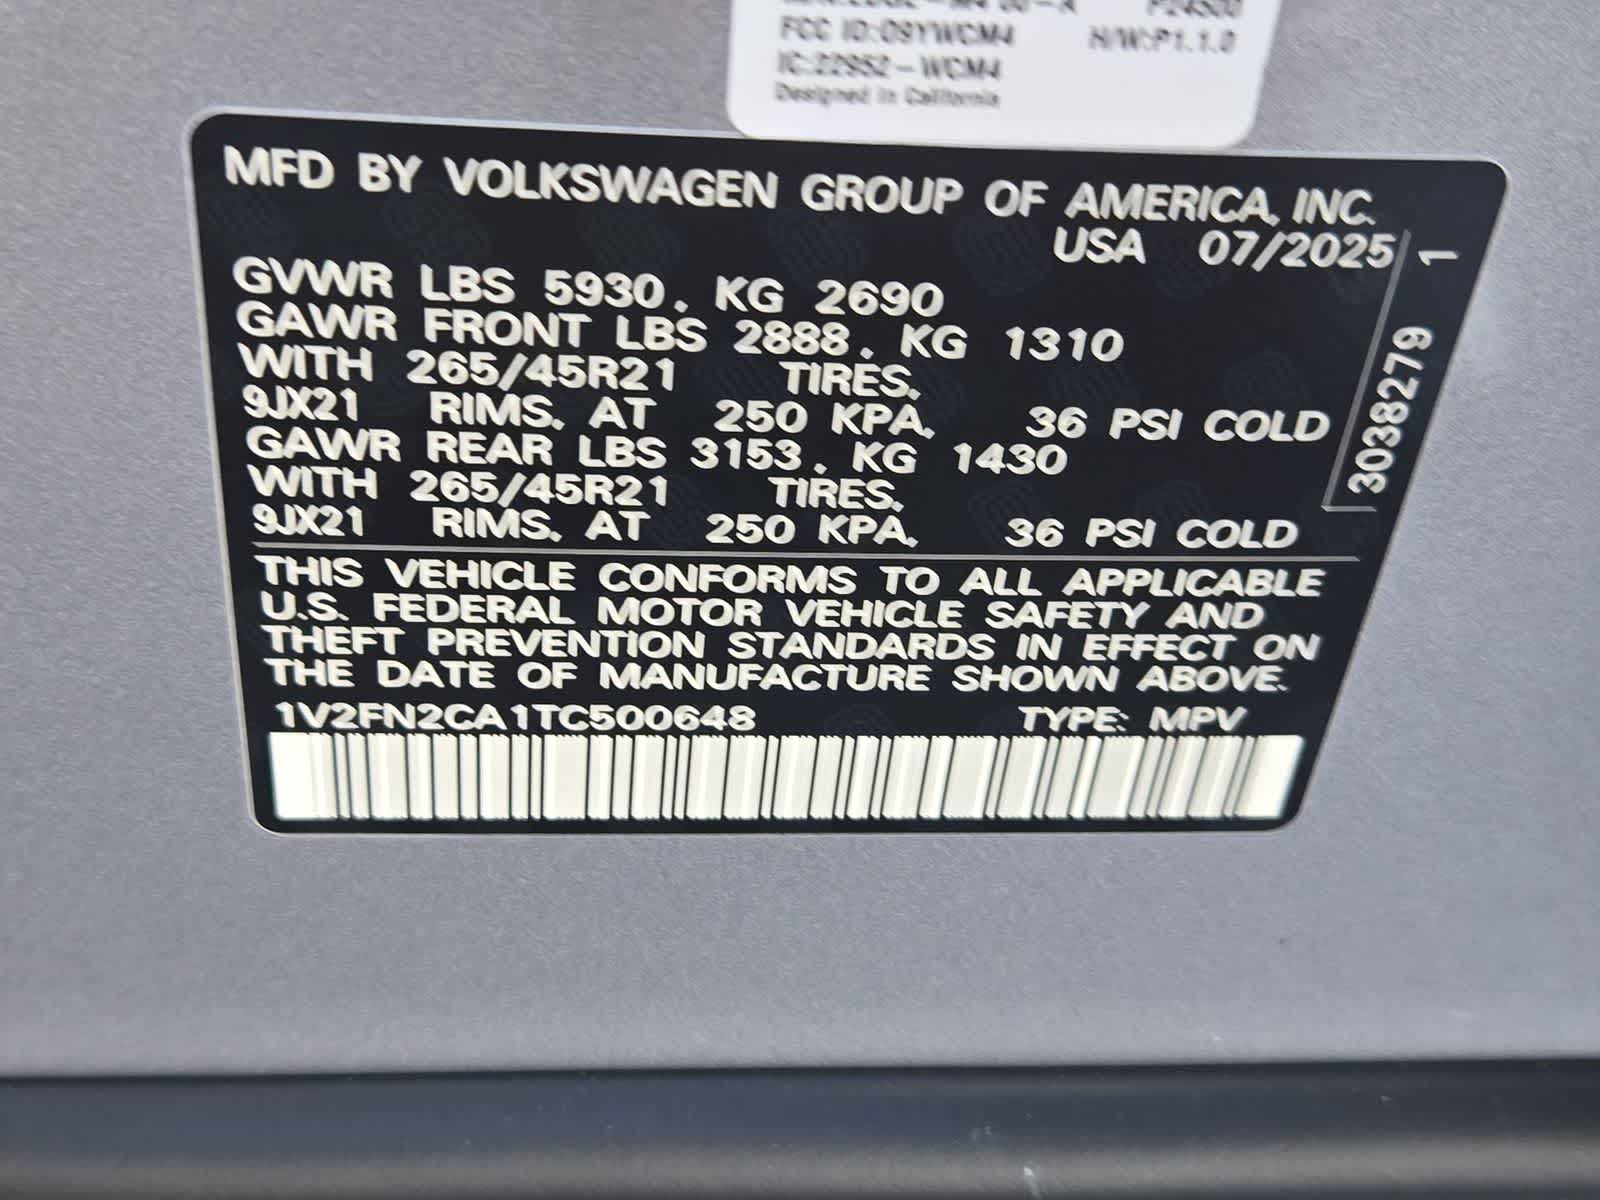 P24500
FCC ID:O9YWCM4 H/W:P1.1.0
IC:22952-WCM4
Designed in California
MFD BY VOLKSWAGEN GROUP OF AMERICA, INC.
USA 07/2025
GVWR LBS 5930, KG 2690
GAWR FRONT LBS 2888, KG 1310
WITH 265/45R21 TIRES,
9JX21 RIMS, AT 250 KPA, 36 PSI COLD
GAWR REAR LBS 3153, KG 1430
WITH 265/45R21 TIRES,
9JX21 RIMS, AT 250 KPA, 36 PSI COLD
3038279 1
THIS VEHICLE CONFORMS TO ALL APPLICABLE
U.S. FEDERAL MOTOR VEHICLE SAFETY AND
THEFT PREVENTION STANDARDS IN EFFECT ON
THE DATE OF MANUFACTURE SHOWN ABOVE.
1V2FN2CA1TC500648 TYPE: MPV